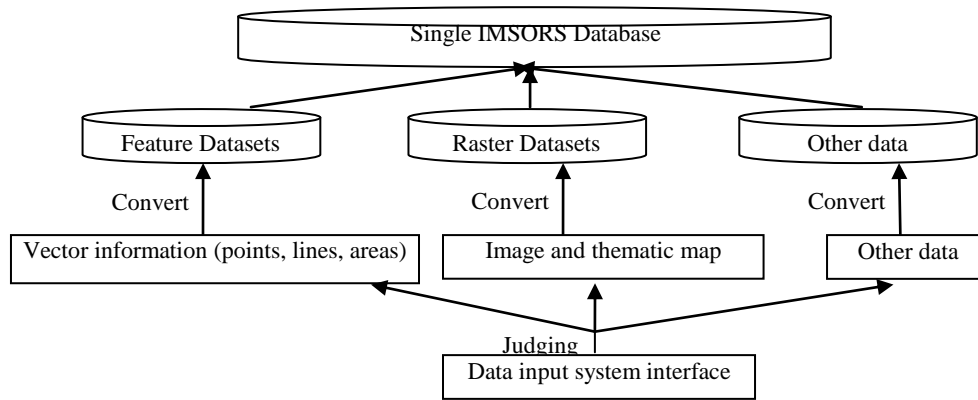 Single IMSORS Database
Feature Datasets
Raster Datasets
Other data
Convert
Convert
Convert
Vector information (points, lines, areas)
Image and thematic map
Other data
Judging
Data input system interface